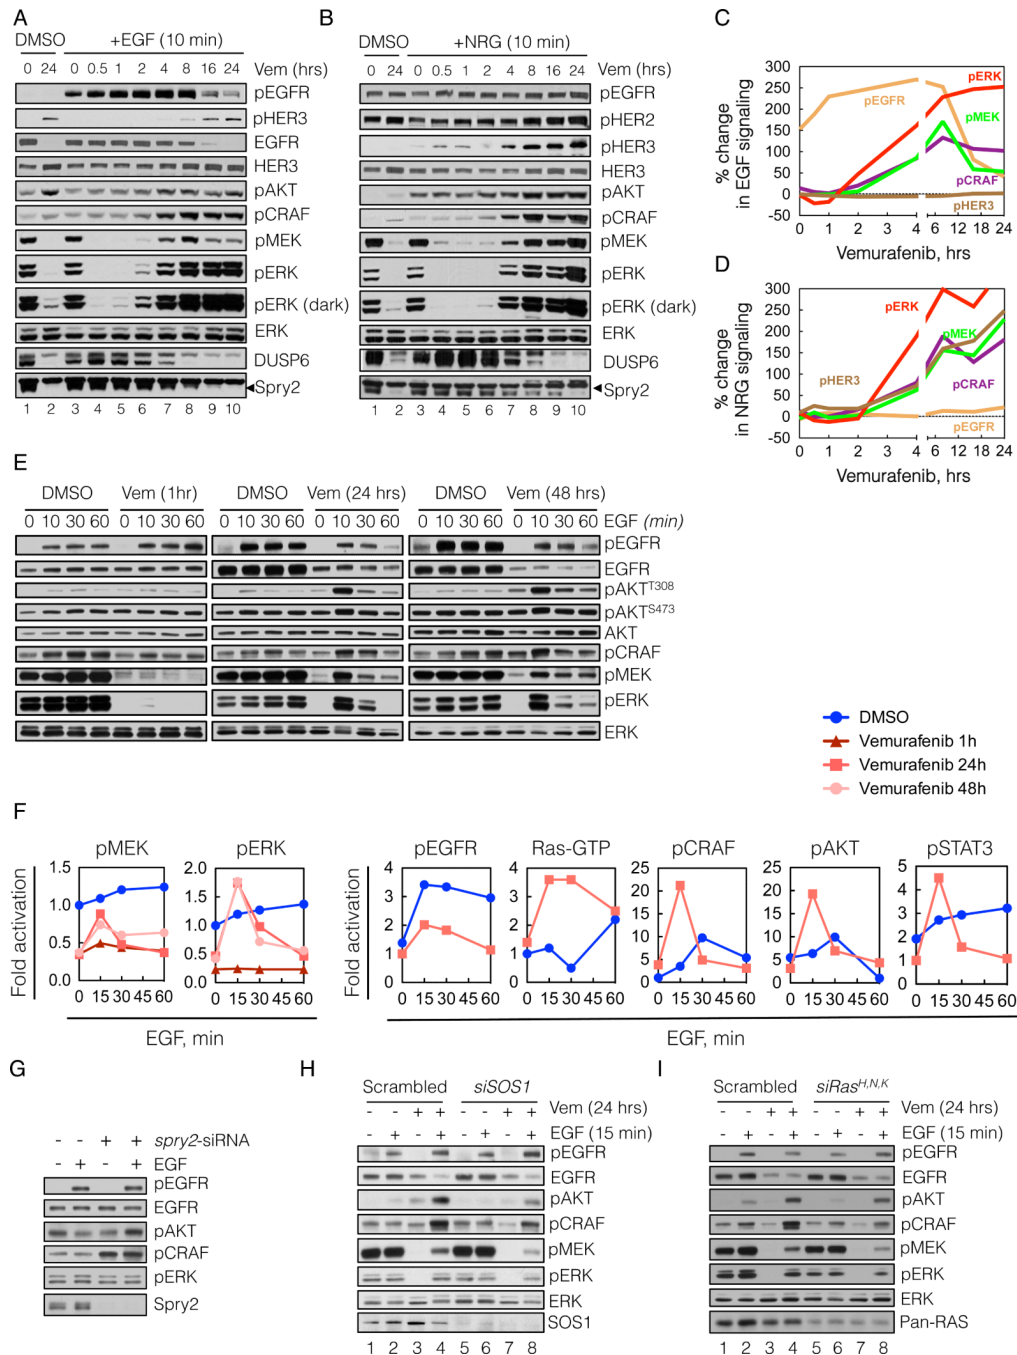 A
DMSO +EGF (10 min)
0 24 0 0.5 1 2 4 8 16 24 Vem (hrs)
pEGFR
pHER3
EGFR
HER3
pAKT
pCRAF
pMEK
pERK
pERK (dark)
ERK
DUSP6
Spry2
1 2 3 4 5 6 7 8 9 10
B
DMSO +NRG (10 min)
0 24 0 0.5 1 2 4 8 16 24 Vem (hrs)
pEGFR
pHER2
pHER3
HER3
pAKT
pCRAF
pMEK
pERK
pERK (dark)
ERK
DUSP6
Spry2
1 2 3 4 5 6 7 8 9 10
C
% change
in EGF signaling
300
250
200
150
100
50
0
-50
pERK
pEGFR
pMEK
pCRAF
pHER3
0 1 2 3 4 6 12 18 24
Vemurafenib, hrs
D
% change
in NRG signaling
300
250
200
150
100
50
0
-50
pERK
pMEK
pHER3
pCRAF
pEGFR
0 1 2 3 4 6 12 18 24
Vemurafenib, hrs
E
DMSO Vem (1hr) DMSO Vem (24 hrs) DMSO Vem (48 hrs)
0 10 30 60 0 10 30 60 0 10 30 60 0 10 30 60 0 10 30 60 0 10 30 60 EGF (min)
pEGFR
EGFR
pAKT^T308
pAKT^S473
AKT
pCRAF
pMEK
pERK
ERK
DMSO
Vemurafenib 1h
Vemurafenib 24h
Vemurafenib 48h
F
Fold activation
pMEK
1.5
1.0
0.5
0.0
0 15 30 45 60
pERK
2.0
1.5
1.0
0.5
0.0
0 15 30 45 60
EGF, min
Fold activation
pEGFR
4
3
2
1
0
0 15 30 45 60
Ras-GTP
4
3
2
1
0
0 15 30 45 60
pCRAF
25
20
15
10
5
0
0 15 30 45 60
pAKT
25
20
15
10
5
0
0 15 30 45 60
pSTAT3
5
4
3
2
1
0
0 15 30 45 60
EGF, min
G
- - + + spry2-siRNA
- + - + EGF
pEGFR
EGFR
pAKT
pCRAF
pERK
Spry2
H
Scrambled siSOS1
- - + + - - + + Vem (24 hrs)
- + - + - + - + EGF (15 min)
pEGFR
EGFR
pAKT
pCRAF
pMEK
pERK
ERK
SOS1
1 2 3 4 5 6 7 8
I
Scrambled siRas^H,N,K
- - + + - - + + Vem (24 hrs)
- + - + - + - + EGF (15 min)
pEGFR
EGFR
pAKT
pCRAF
pMEK
pERK
ERK
Pan-RAS
1 2 3 4 5 6 7 8